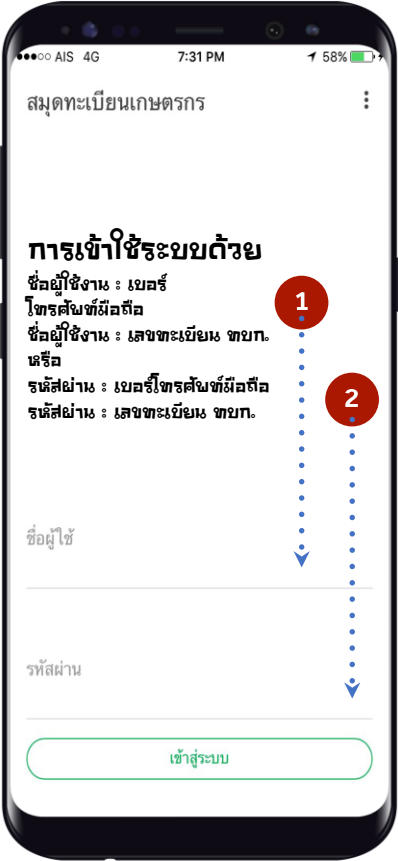 AIS 4G 7:31 PM 58%
สมุดทะเบียนเกษตรกร
การเข้าใช้ระบบด้วย
ชื่อผู้ใช้งาน : เบอร์
โทรศัพท์มือถือ
ชื่อผู้ใช้งาน : เลขทะเบียน ทบก.
หรือ
รหัสผ่าน : เบอร์โทรศัพท์มือถือ
รหัสผ่าน : เลขทะเบียน ทบก.
1
2
ชื่อผู้ใช้
รหัสผ่าน
เข้าสู่ระบบ